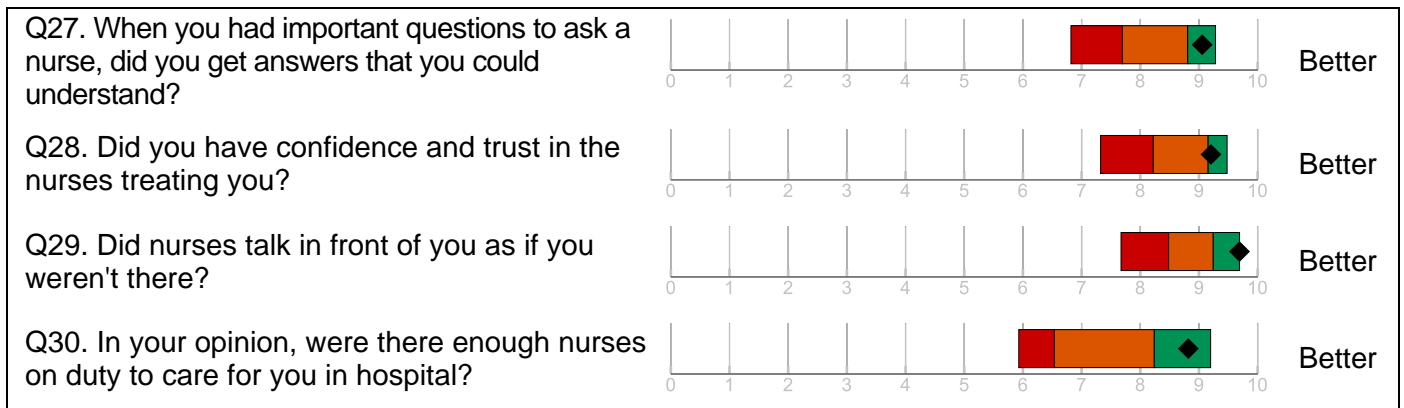 Q27. When you had important questions to ask a
nurse, did you get answers that you could
understand?
0 1 2 3 4 5 6 7 8 9 10
Better
Q28. Did you have confidence and trust in the
nurses treating you?
0 1 2 3 4 5 6 7 8 9 10
Better
Q29. Did nurses talk in front of you as if you
weren't there?
0 1 2 3 4 5 6 7 8 9 10
Better
Q30. In your opinion, were there enough nurses
on duty to care for you in hospital?
0 1 2 3 4 5 6 7 8 9 10
Better